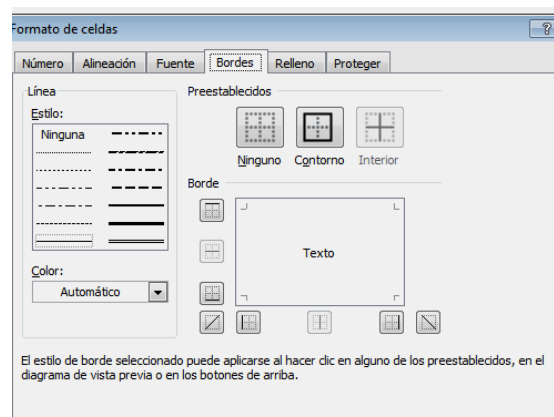 Formato de celdas
Número Alineación Fuente Bordes Relleno Proteger
Línea
Estilo:
Ninguna
Color:
Automático
Preestablecidos
Ninguno Contorno Interior
Borde
Texto
El estilo de borde seleccionado puede aplicarse al hacer clic en alguno de los preestablecidos, en el
diagrama de vista previa o en los botones de arriba.